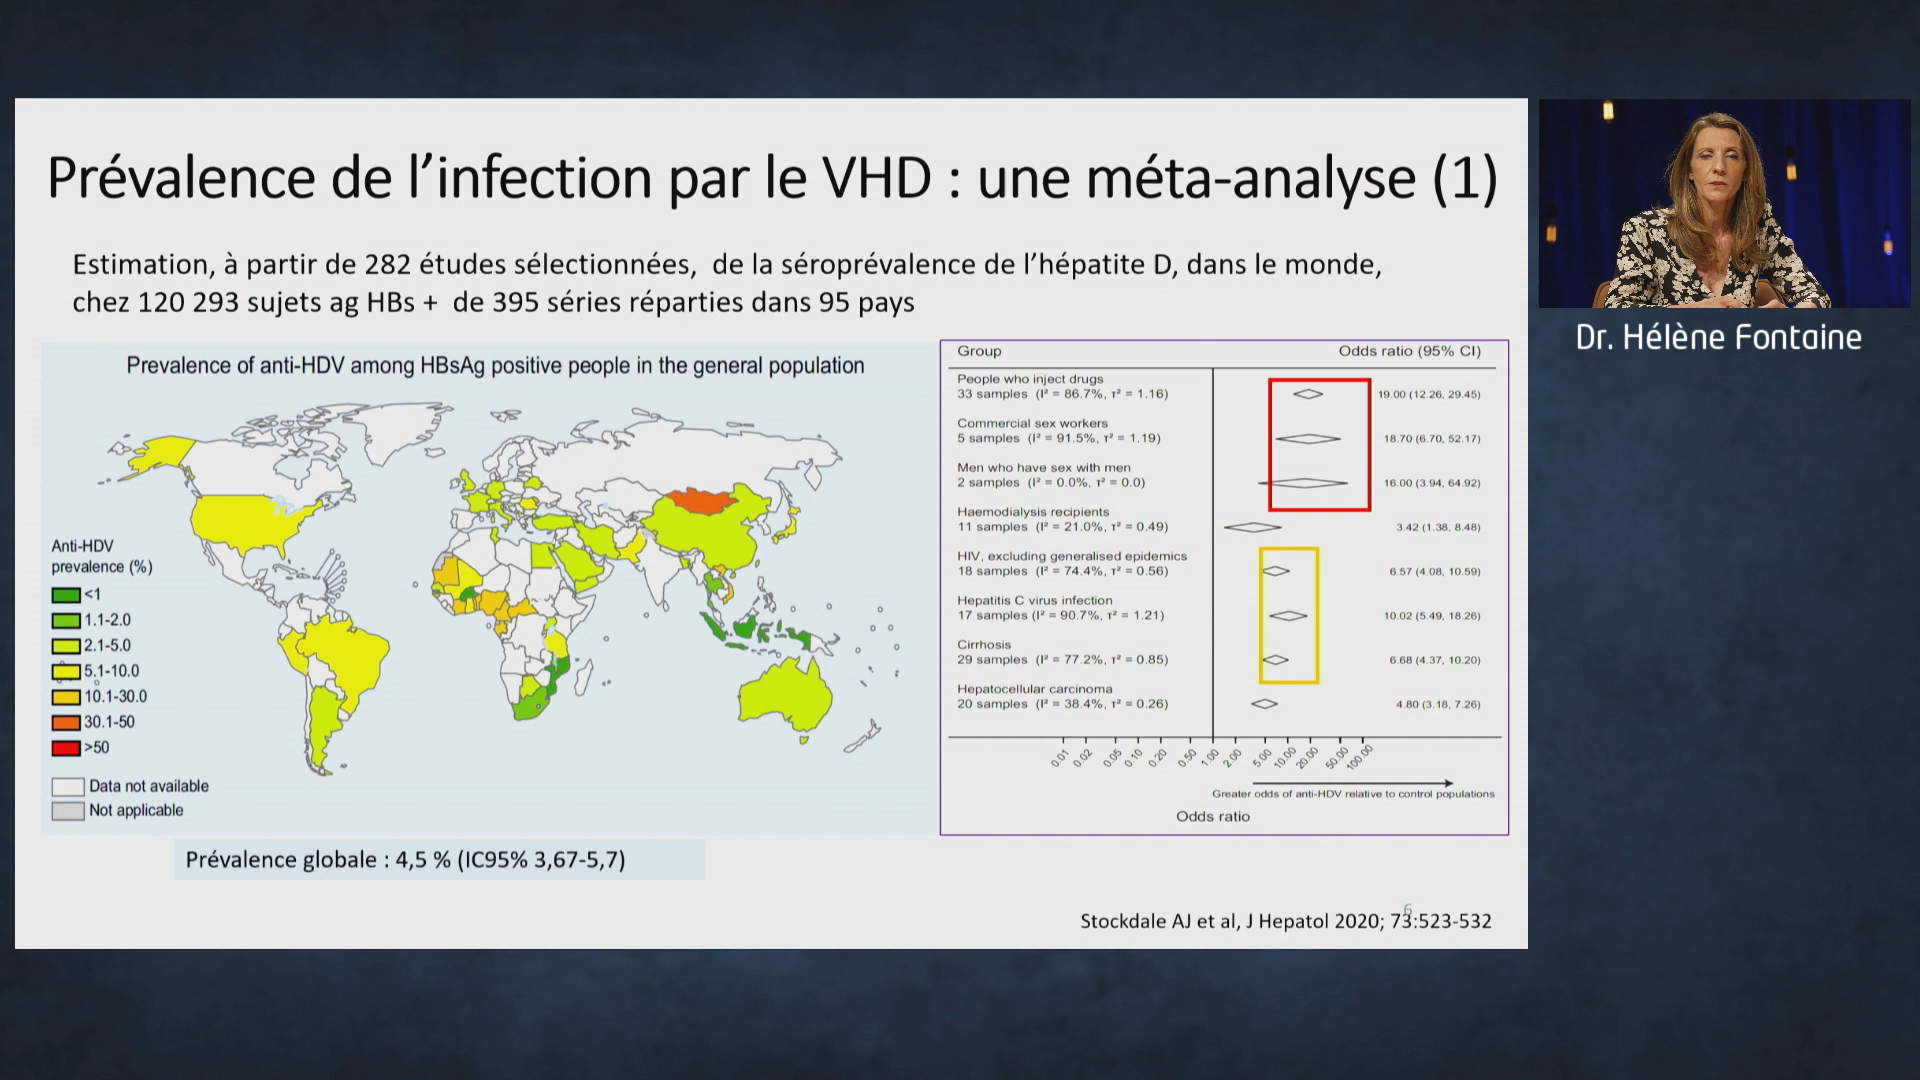 Prévalence de l’infection par le VHD : une méta-analyse (1)
Estimation, à partir de 282 études sélectionnées, de la séroprévalence de l’hépatite D, dans le monde,
chez 120 293 sujets ag HBs + de 395 séries réparties dans 95 pays
Prevalence of anti-HDV among HBsAg positive people in the general population
Anti-HDV
prevalence (%)
<1
1.1-2.0
2.1-5.0
5.1-10.0
10.1-30.0
30.1-50
>50
Data not available
Not applicable
Prévalence globale : 4,5 % (IC95% 3,67-5,7)
Group Odds ratio (95% CI)
People who inject drugs
33 samples (I² = 86.7%, τ² = 1.16) 19.00 (12.26, 29.45)
Commercial sex workers
5 samples (I² = 91.5%, τ² = 1.19) 18.70 (6.70, 52.17)
Men who have sex with men
2 samples (I² = 0.0%, τ² = 0.0) 16.00 (3.94, 64.92)
Haemodialysis recipients
11 samples (I² = 21.0%, τ² = 0.49) 3.42 (1.38, 8.48)
HIV, excluding generalised epidemics
18 samples (I² = 74.4%, τ² = 0.56) 6.57 (4.08, 10.59)
Hepatitis C virus infection
17 samples (I² = 90.7%, τ² = 1.21) 10.02 (5.49, 18.26)
Cirrhosis
29 samples (I² = 77.2%, τ² = 0.85) 6.68 (4.37, 10.20)
Hepatocellular carcinoma
20 samples (I² = 38.4%, τ² = 0.26) 4.80 (3.18, 7.26)
0.01 0.02 0.05 0.10 0.20 0.50 1.00 2.00 5.00 10.00 20.00 50.00 100.00
Greater odds of anti-HDV relative to control populations
Odds ratio
6
Stockdale AJ et al, J Hepatol 2020; 73:523-532
Dr. Hélène Fontaine